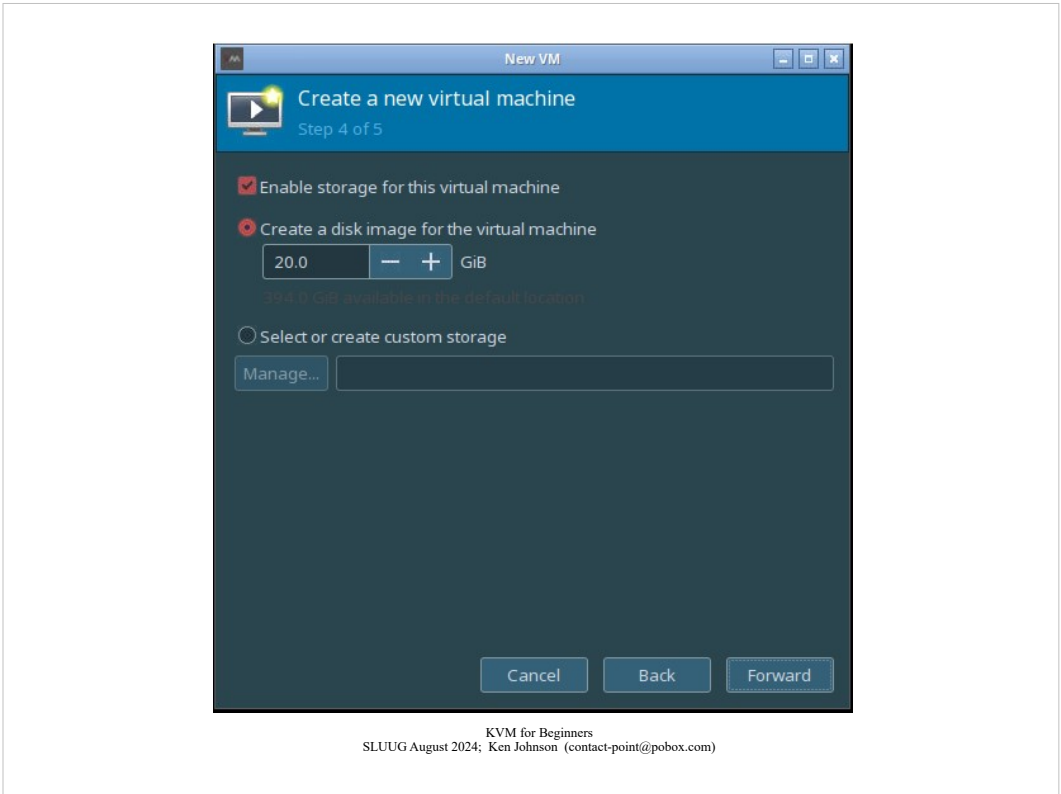 New VM
Create a new virtual machine
Step 4 of 5
Enable storage for this virtual machine
Create a disk image for the virtual machine
20.0 GiB
394.0 GiB available in the default location
Select or create custom storage
Manage...
Cancel Back Forward
KVM for Beginners
SLUUG August 2024; Ken Johnson (contact-point@pobox.com)